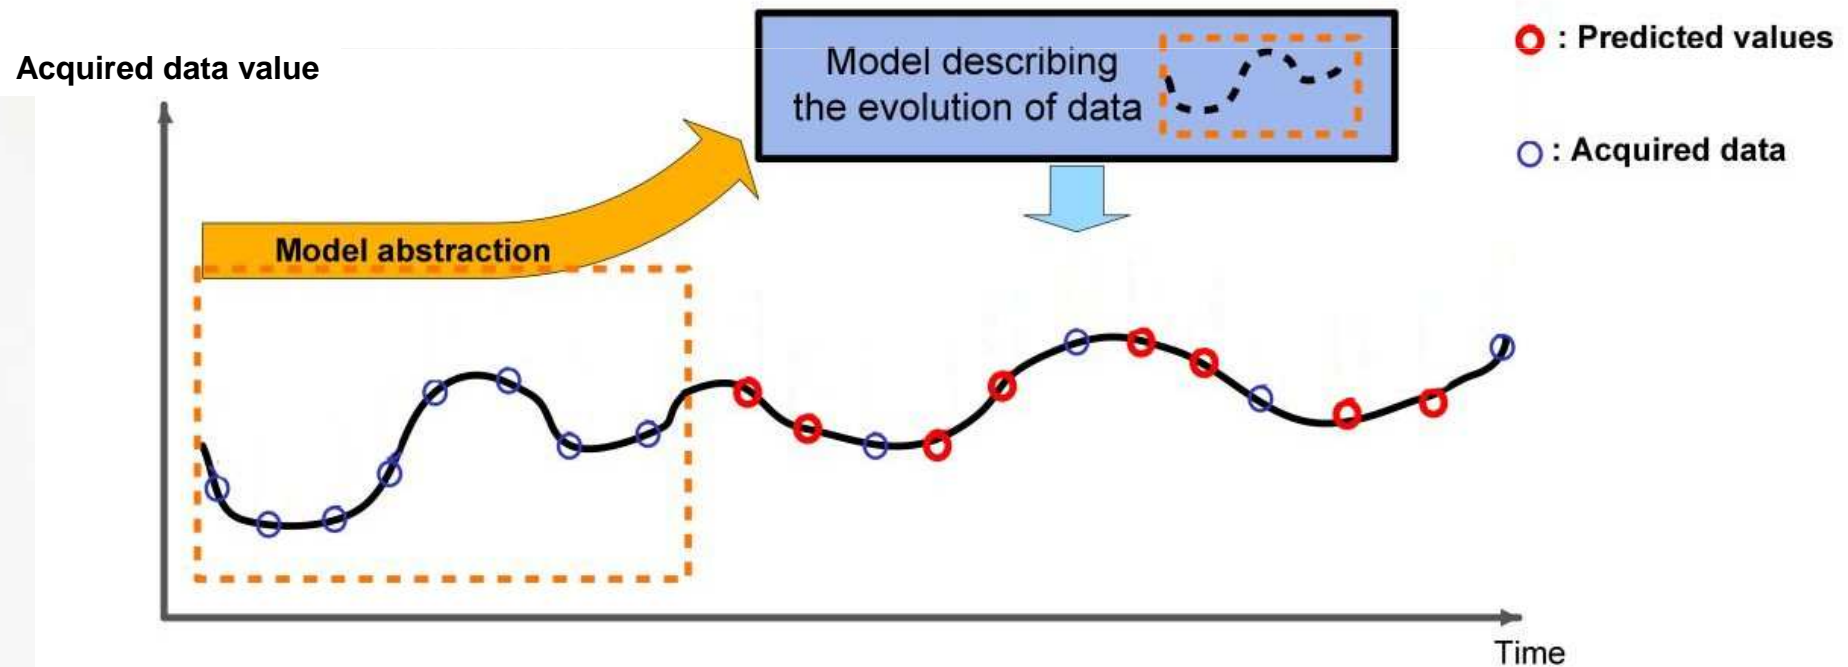 Acquired data value
Model describing
the evolution of data
: Predicted values
: Acquired data
Model abstraction
Time